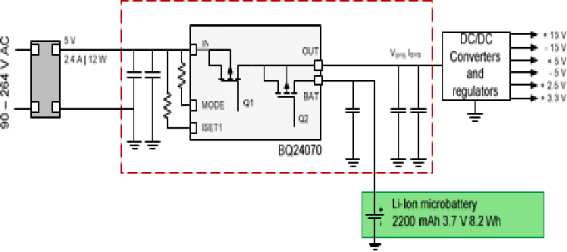 90 – 264 V AC
5 V
2.4 A | 12 W
IN
OUT
MODE
ISET1
Q1
BAT
Q2
BQ24070
VSYS ISYS
DC/DC
Converters
and
regulators
+ 15 V
- 15 V
+ 5 V
- 5 V
+ 2.5 V
+ 3.3 V
+
-
Li-Ion microbattery
2200 mAh 3.7 V 8.2 Wh